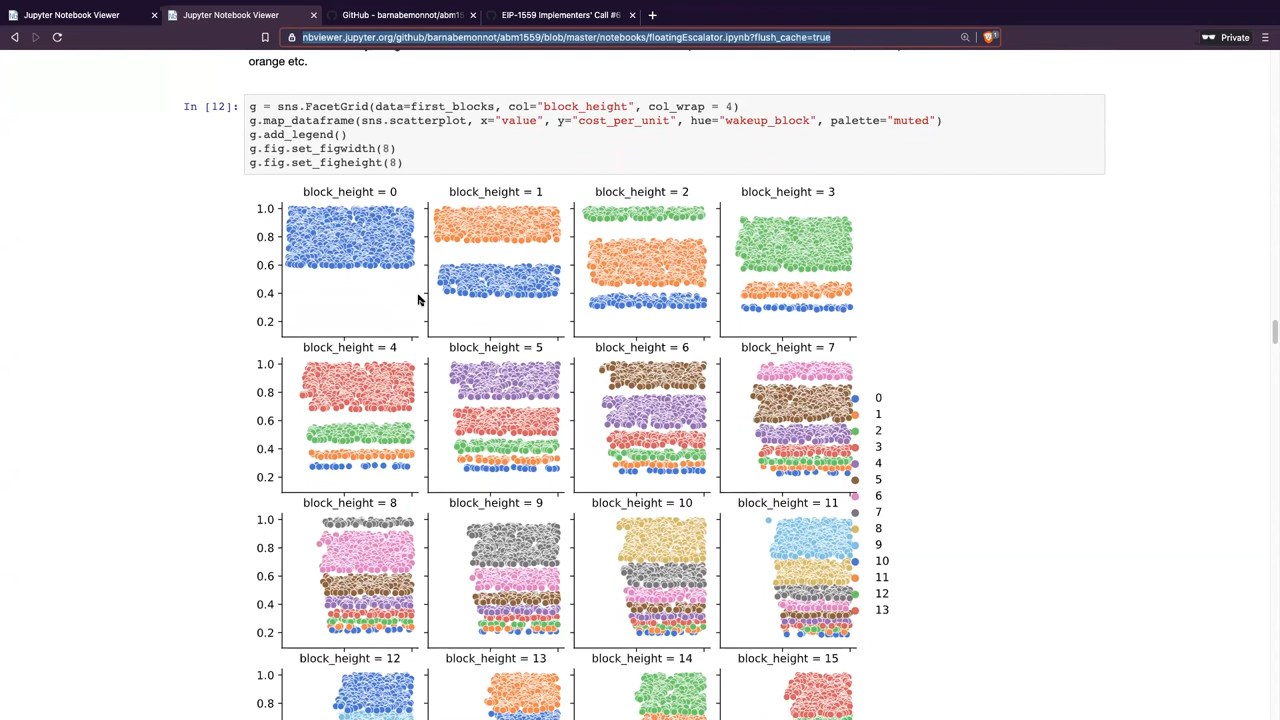 Jupyter Notebook Viewer
Jupyter Notebook Viewer
GitHub - barnabemonnot/abm15
EIP-1559 Implementers' Call #6
nbviewer.jupyter.org/github/barnabemonnot/abm1559/blob/master/notebooks/floatingEscalator.ipynb?flush_cache=true
1
Private
orange etc.
In [12]:
g = sns.FacetGrid(data=first_blocks, col="block_height", col_wrap = 4)
g.map_dataframe(sns.scatterplot, x="value", y="cost_per_unit", hue="wakeup_block", palette="muted")
g.add_legend()
g.fig.set_figwidth(8)
g.fig.set_figheight(8)
block_height = 0
block_height = 1
block_height = 2
block_height = 3
1.0
0.8
0.6
0.4
0.2
block_height = 4
block_height = 5
block_height = 6
block_height = 7
1.0
0.8
0.6
0.4
0.2
0
1
2
3
4
5
6
7
8
9
10
11
12
13
block_height = 8
block_height = 9
block_height = 10
block_height = 11
1.0
0.8
0.6
0.4
0.2
block_height = 12
block_height = 13
block_height = 14
block_height = 15
1.0
0.8